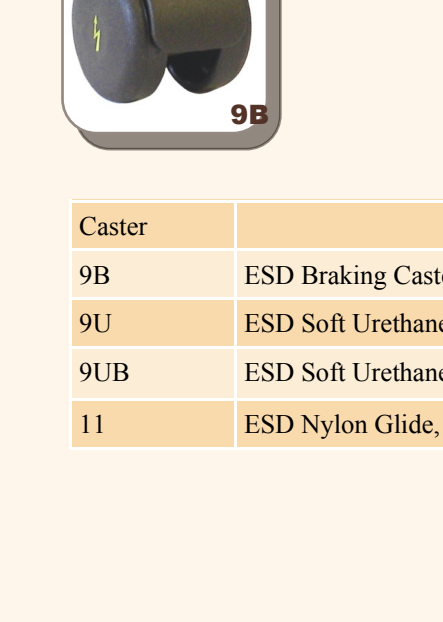 9B
Caster
9B ESD Braking Cast
9U ESD Soft Urethane
9UB ESD Soft Urethane
11 ESD Nylon Glide,